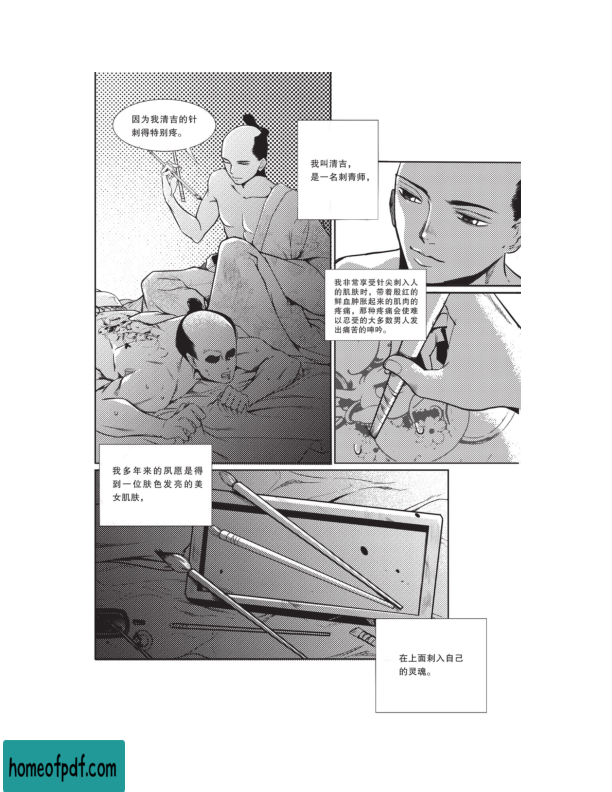 因为我清吉的针
刺得特别疼。
我叫清吉，
是一名刺青师，
我非常享受针尖刺入人
的肌肤时，带着殷红的
鲜血肿胀起来的肌肉的
疼痛，那种疼痛会使难
以忍受的大多数男人发
出痛苦的呻吟。
我多年来的夙愿是得
到一位肤色发亮的美
女肌肤，
在上面刺入自己
的灵魂。
homeofpdf.com